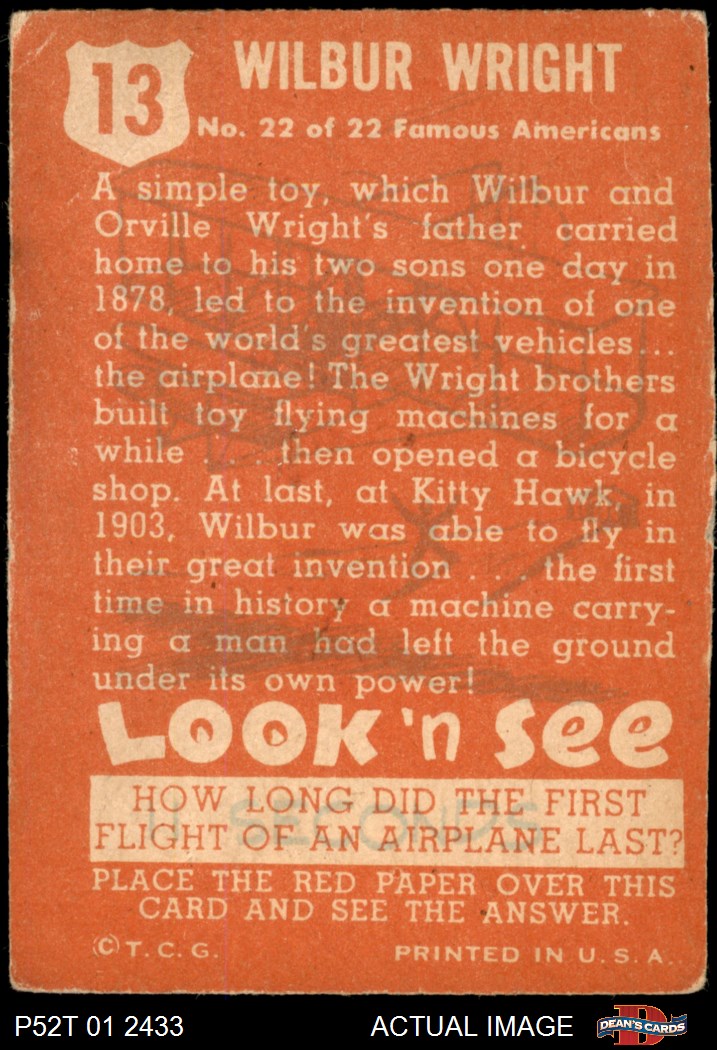 13
WILBUR WRIGHT
No. 22 of 22 Famous Americans
A simple toy, which Wilbur and
Orville Wright's father carried
home to his two sons one day in
1878, led to the invention of one
of the world's greatest vehicles...
the airplane! The Wright brothers
built toy flying machines for a
while . . . then opened a bicycle
shop. At last, at Kitty Hawk, in
1903, Wilbur was able to fly in
their great invention . . . the first
time in history a machine carry-
ing a man had left the ground
under its own power!
LOOK 'n SEE
HOW LONG DID THE FIRST
FLIGHT OF AN AIRPLANE LAST?
11 SECONDS
PLACE THE RED PAPER OVER THIS
CARD AND SEE THE ANSWER.
© T. C. G.
PRINTED IN U. S. A.
P52T 01 2433
ACTUAL IMAGE
D
DEAN'S CARDS